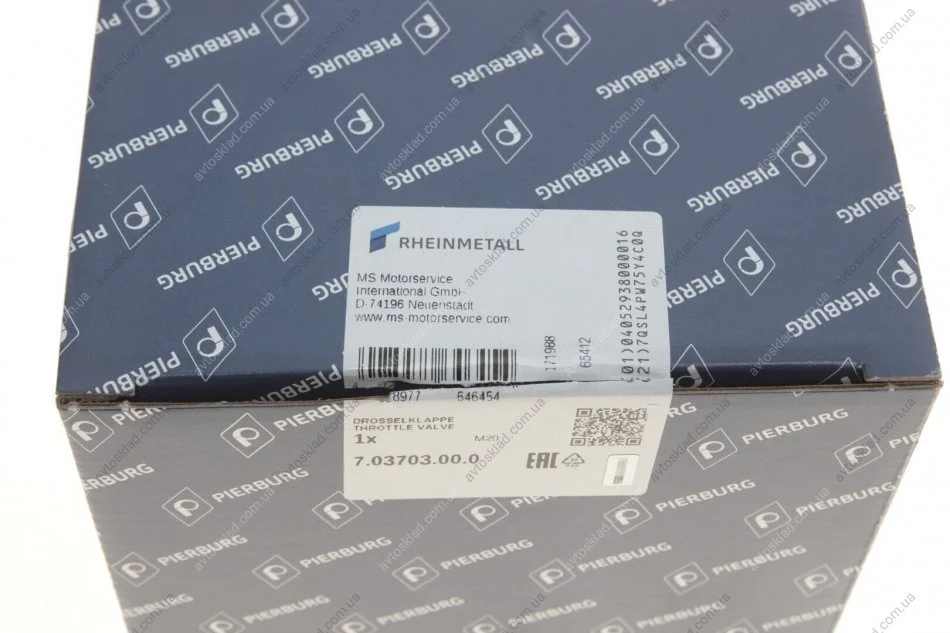 PIERBURG
RHEINMETALL
MS Motorservice
International GmbH
D-74196 Neuenstadt
www.ms-motorservice.com
171988
65412
(01)04052938000016
(21)7QSL4PW75Y4C0Q
646454
DROSSELKLAPPE
THROTTLE VALVE
1x
M20
7.03703.00.0
EAC
PIERBURG
avtosklad.com.ua